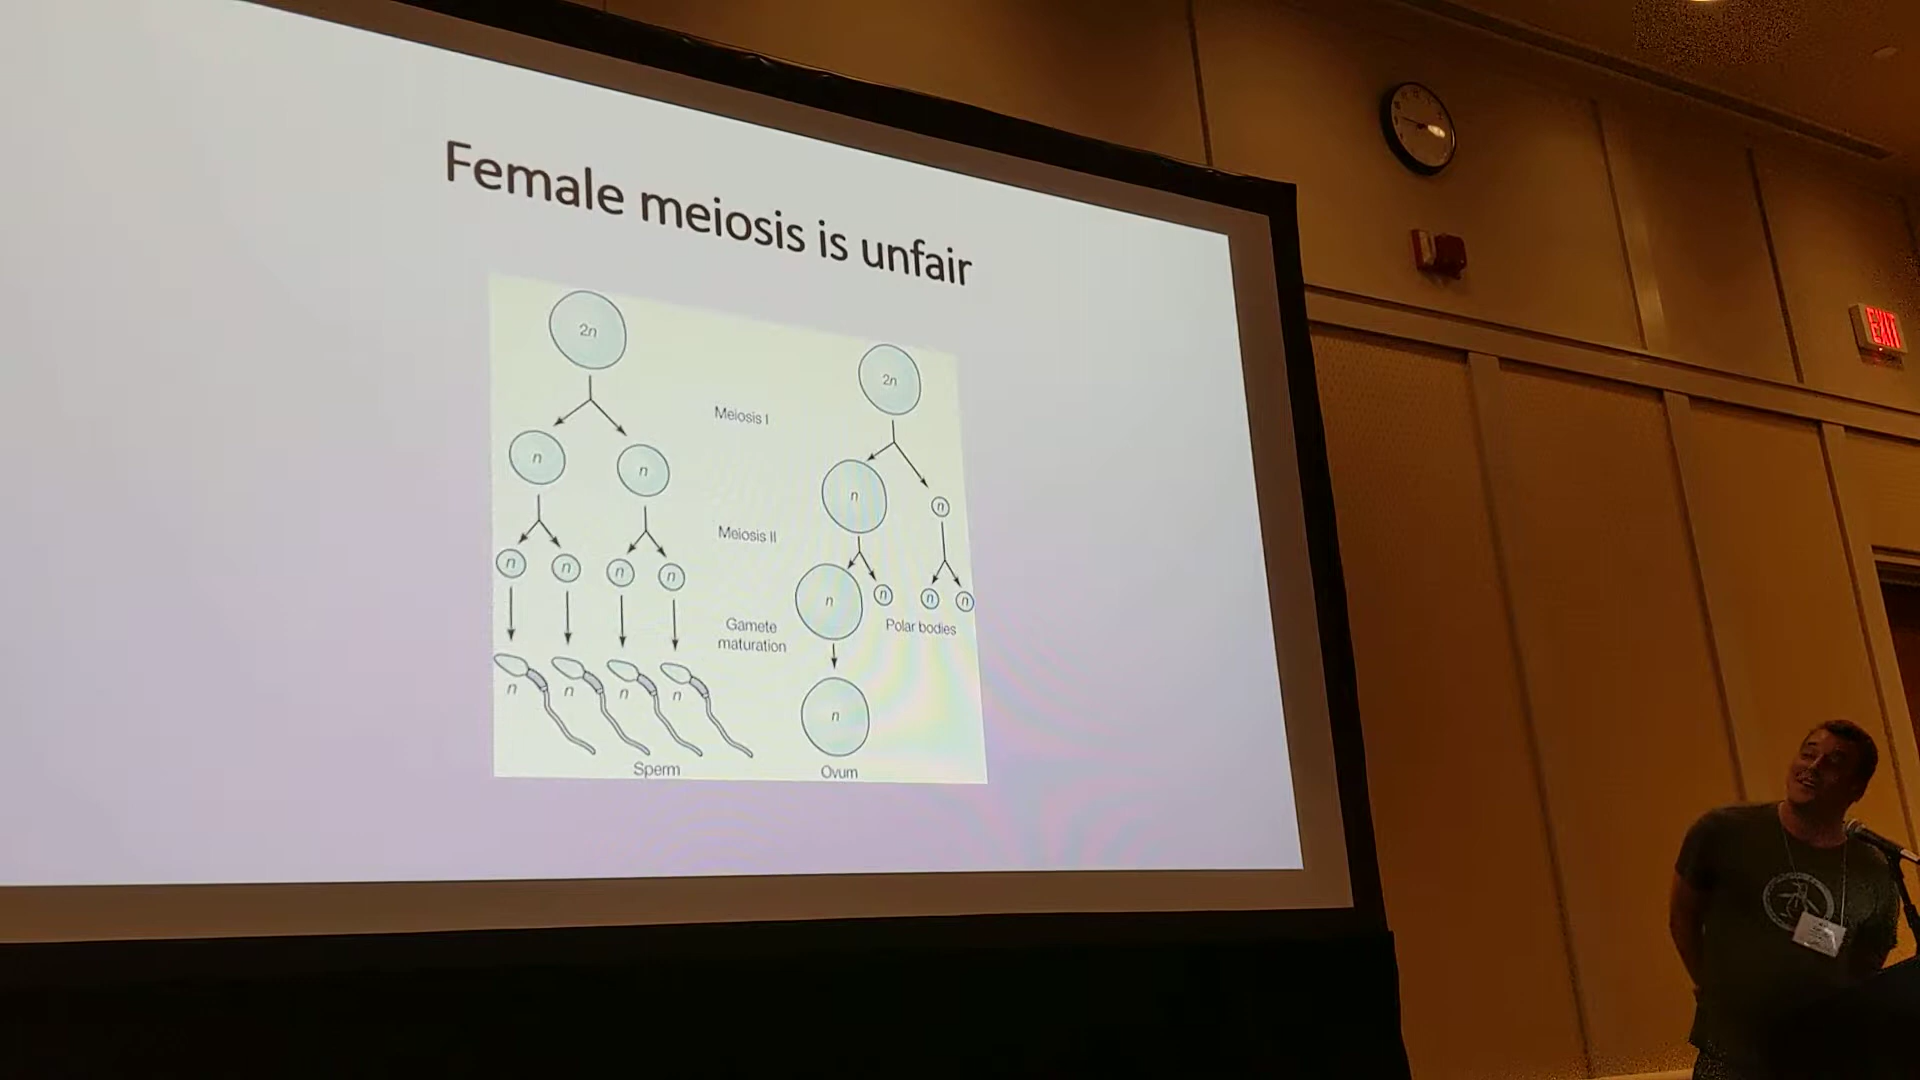 Female meiosis is unfair
2n
2n
Meiosis I
n
n
n
n
Meiosis II
n
n
n
n
n
n
n
n
Gamete
maturation
Polar bodies
n
n
n
n
n
Sperm
Ovum
EXIT